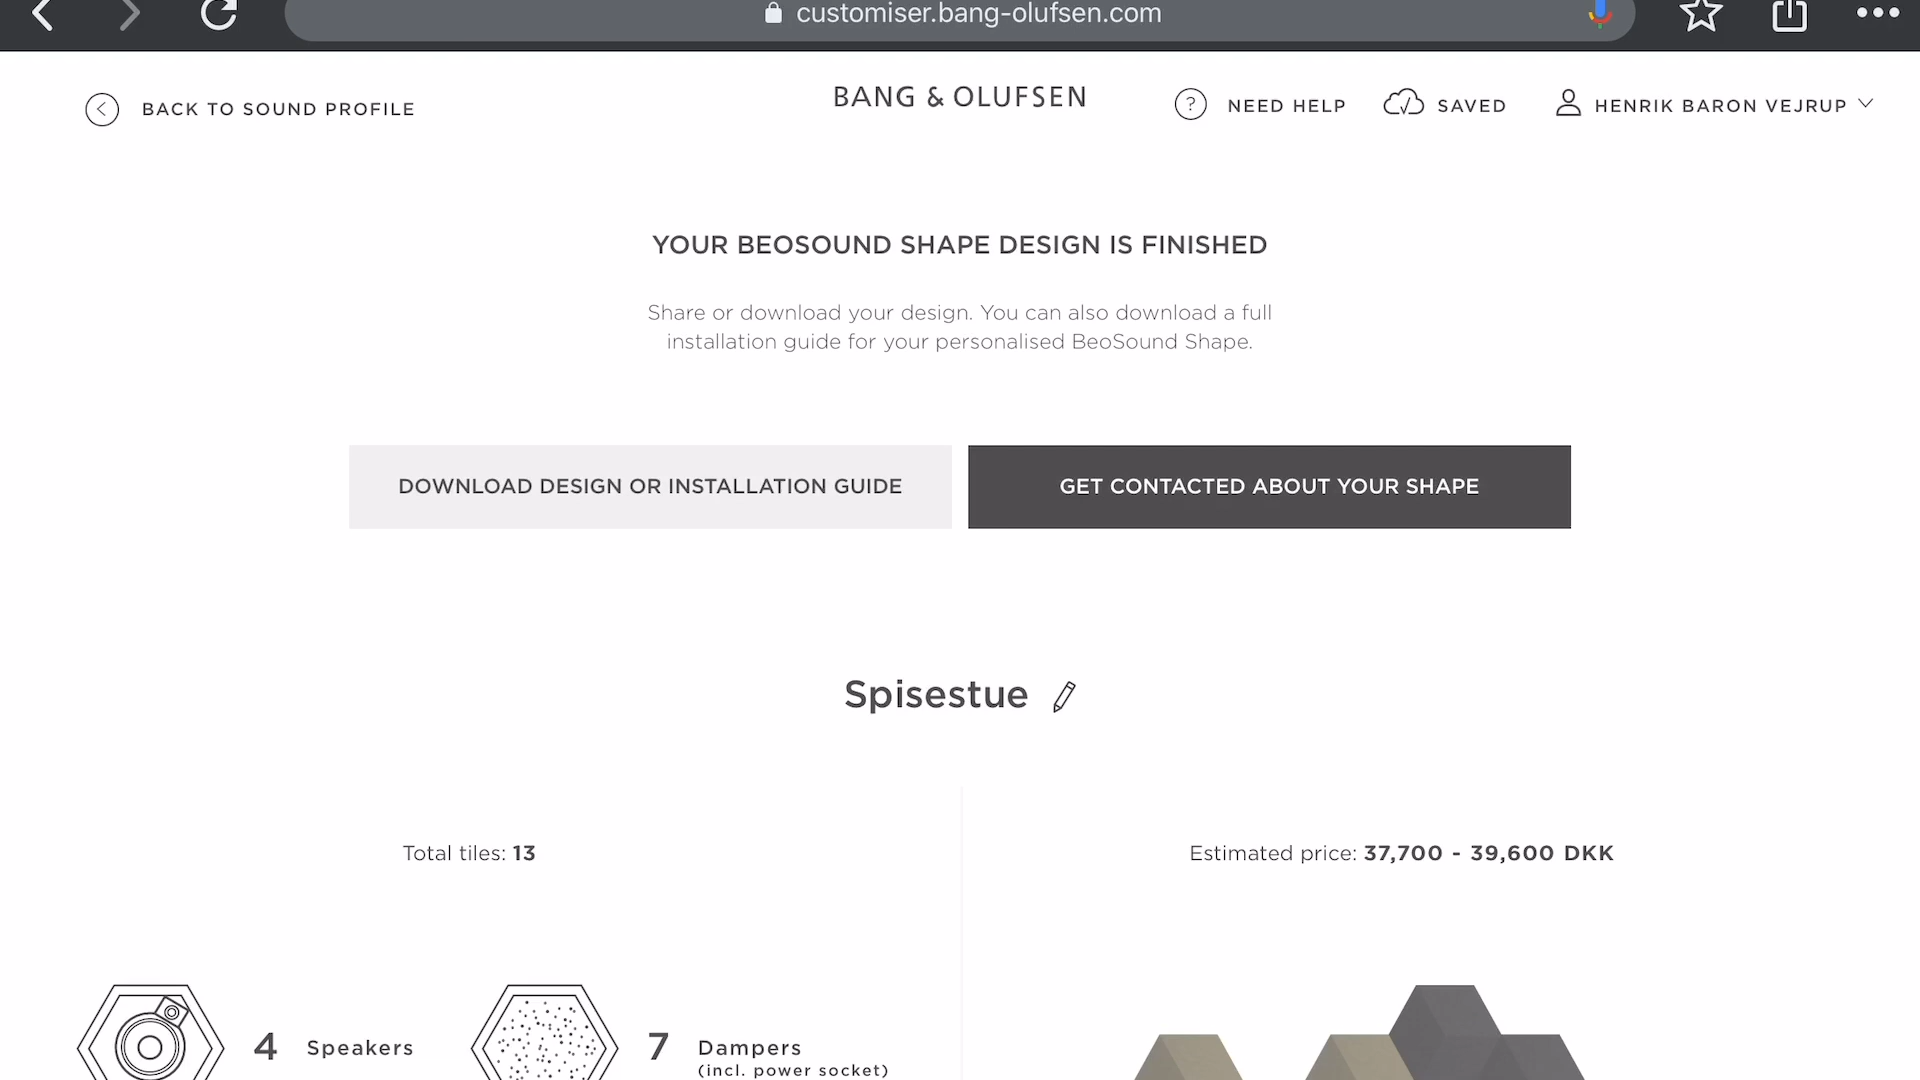 customiser.bang-olufsen.com
BACK TO SOUND PROFILE
BANG & OLUFSEN
? NEED HELP
SAVED
HENRIK BARON VEJRUP
YOUR BEOSOUND SHAPE DESIGN IS FINISHED
Share or download your design. You can also download a full
installation guide for your personalised BeoSound Shape.
DOWNLOAD DESIGN OR INSTALLATION GUIDE
GET CONTACTED ABOUT YOUR SHAPE
Spisestue
Total tiles: 13
Estimated price: 37,700 - 39,600 DKK
4 Speakers
7 Dampers
(incl. power socket)